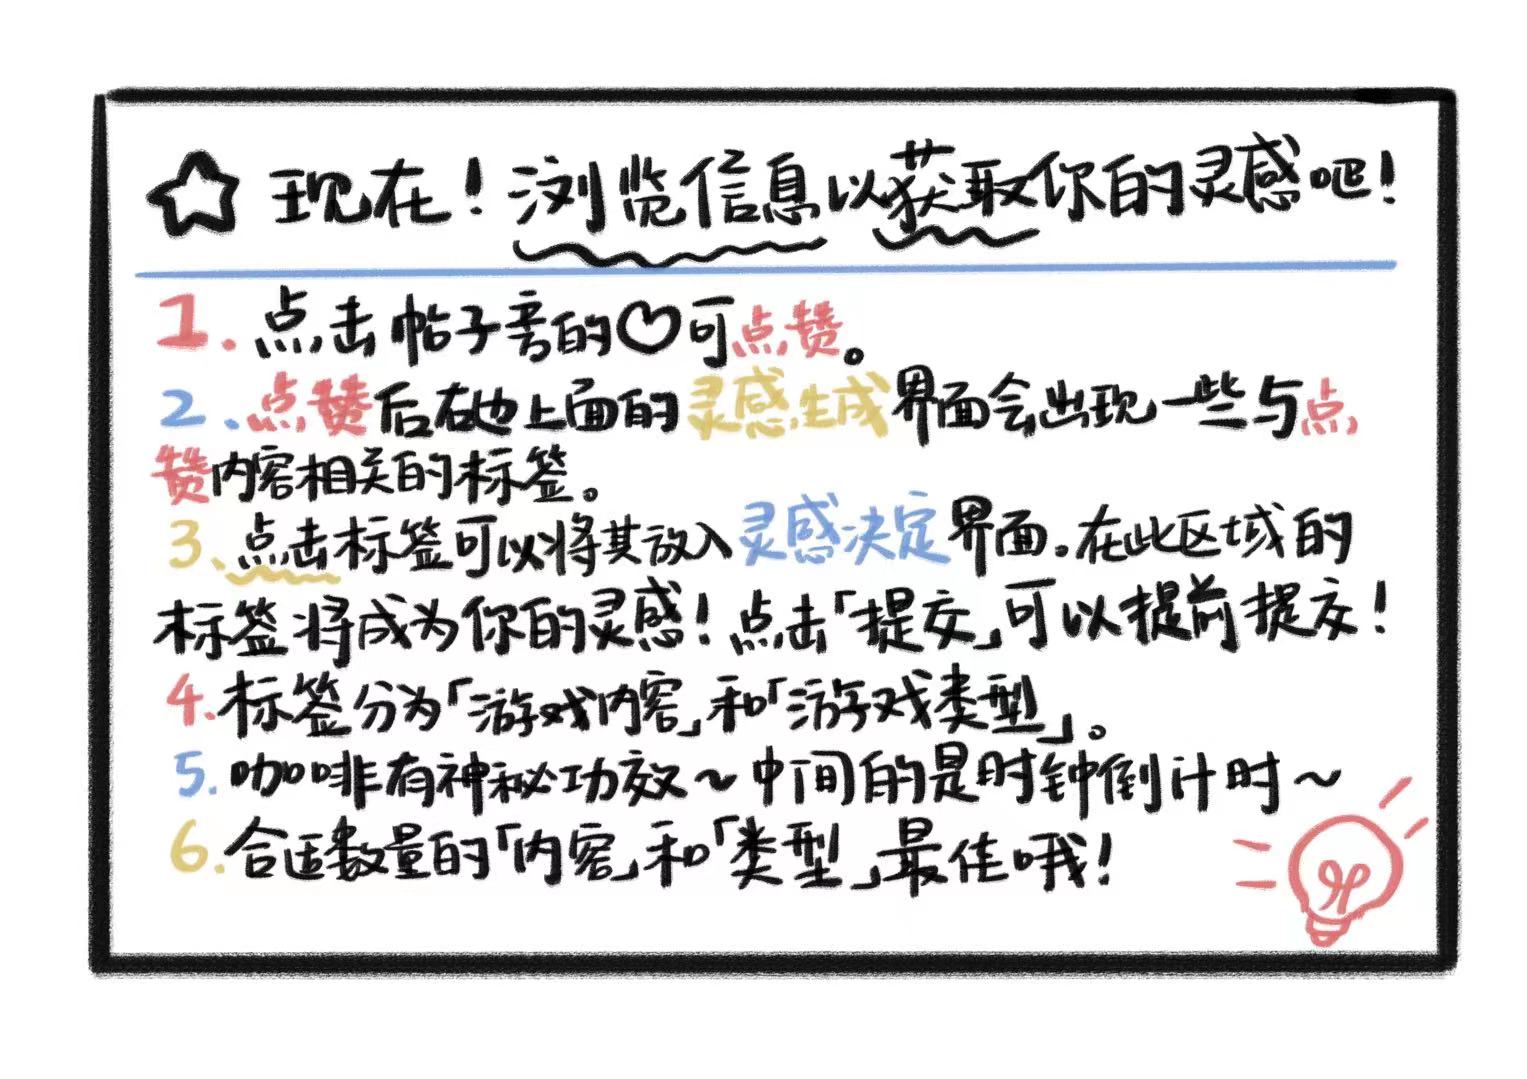 现在！浏览信息以获取你的灵感吧！
1.点击帖子旁的♡可点赞。
2.点赞后在上面的灵感生成界面会出现一些与点
赞内容相关的标签。
3.点击标签可以将其放入灵感决定界面.在此区域的
标签将成为你的灵感！点击「提交」可以提前提交！
4.标签分为「游戏内容」和「游戏类型」。
5.咖啡有神秘功效~中间的是时钟倒计时~
6.合适数量的「内容」和「类型」最佳哦！